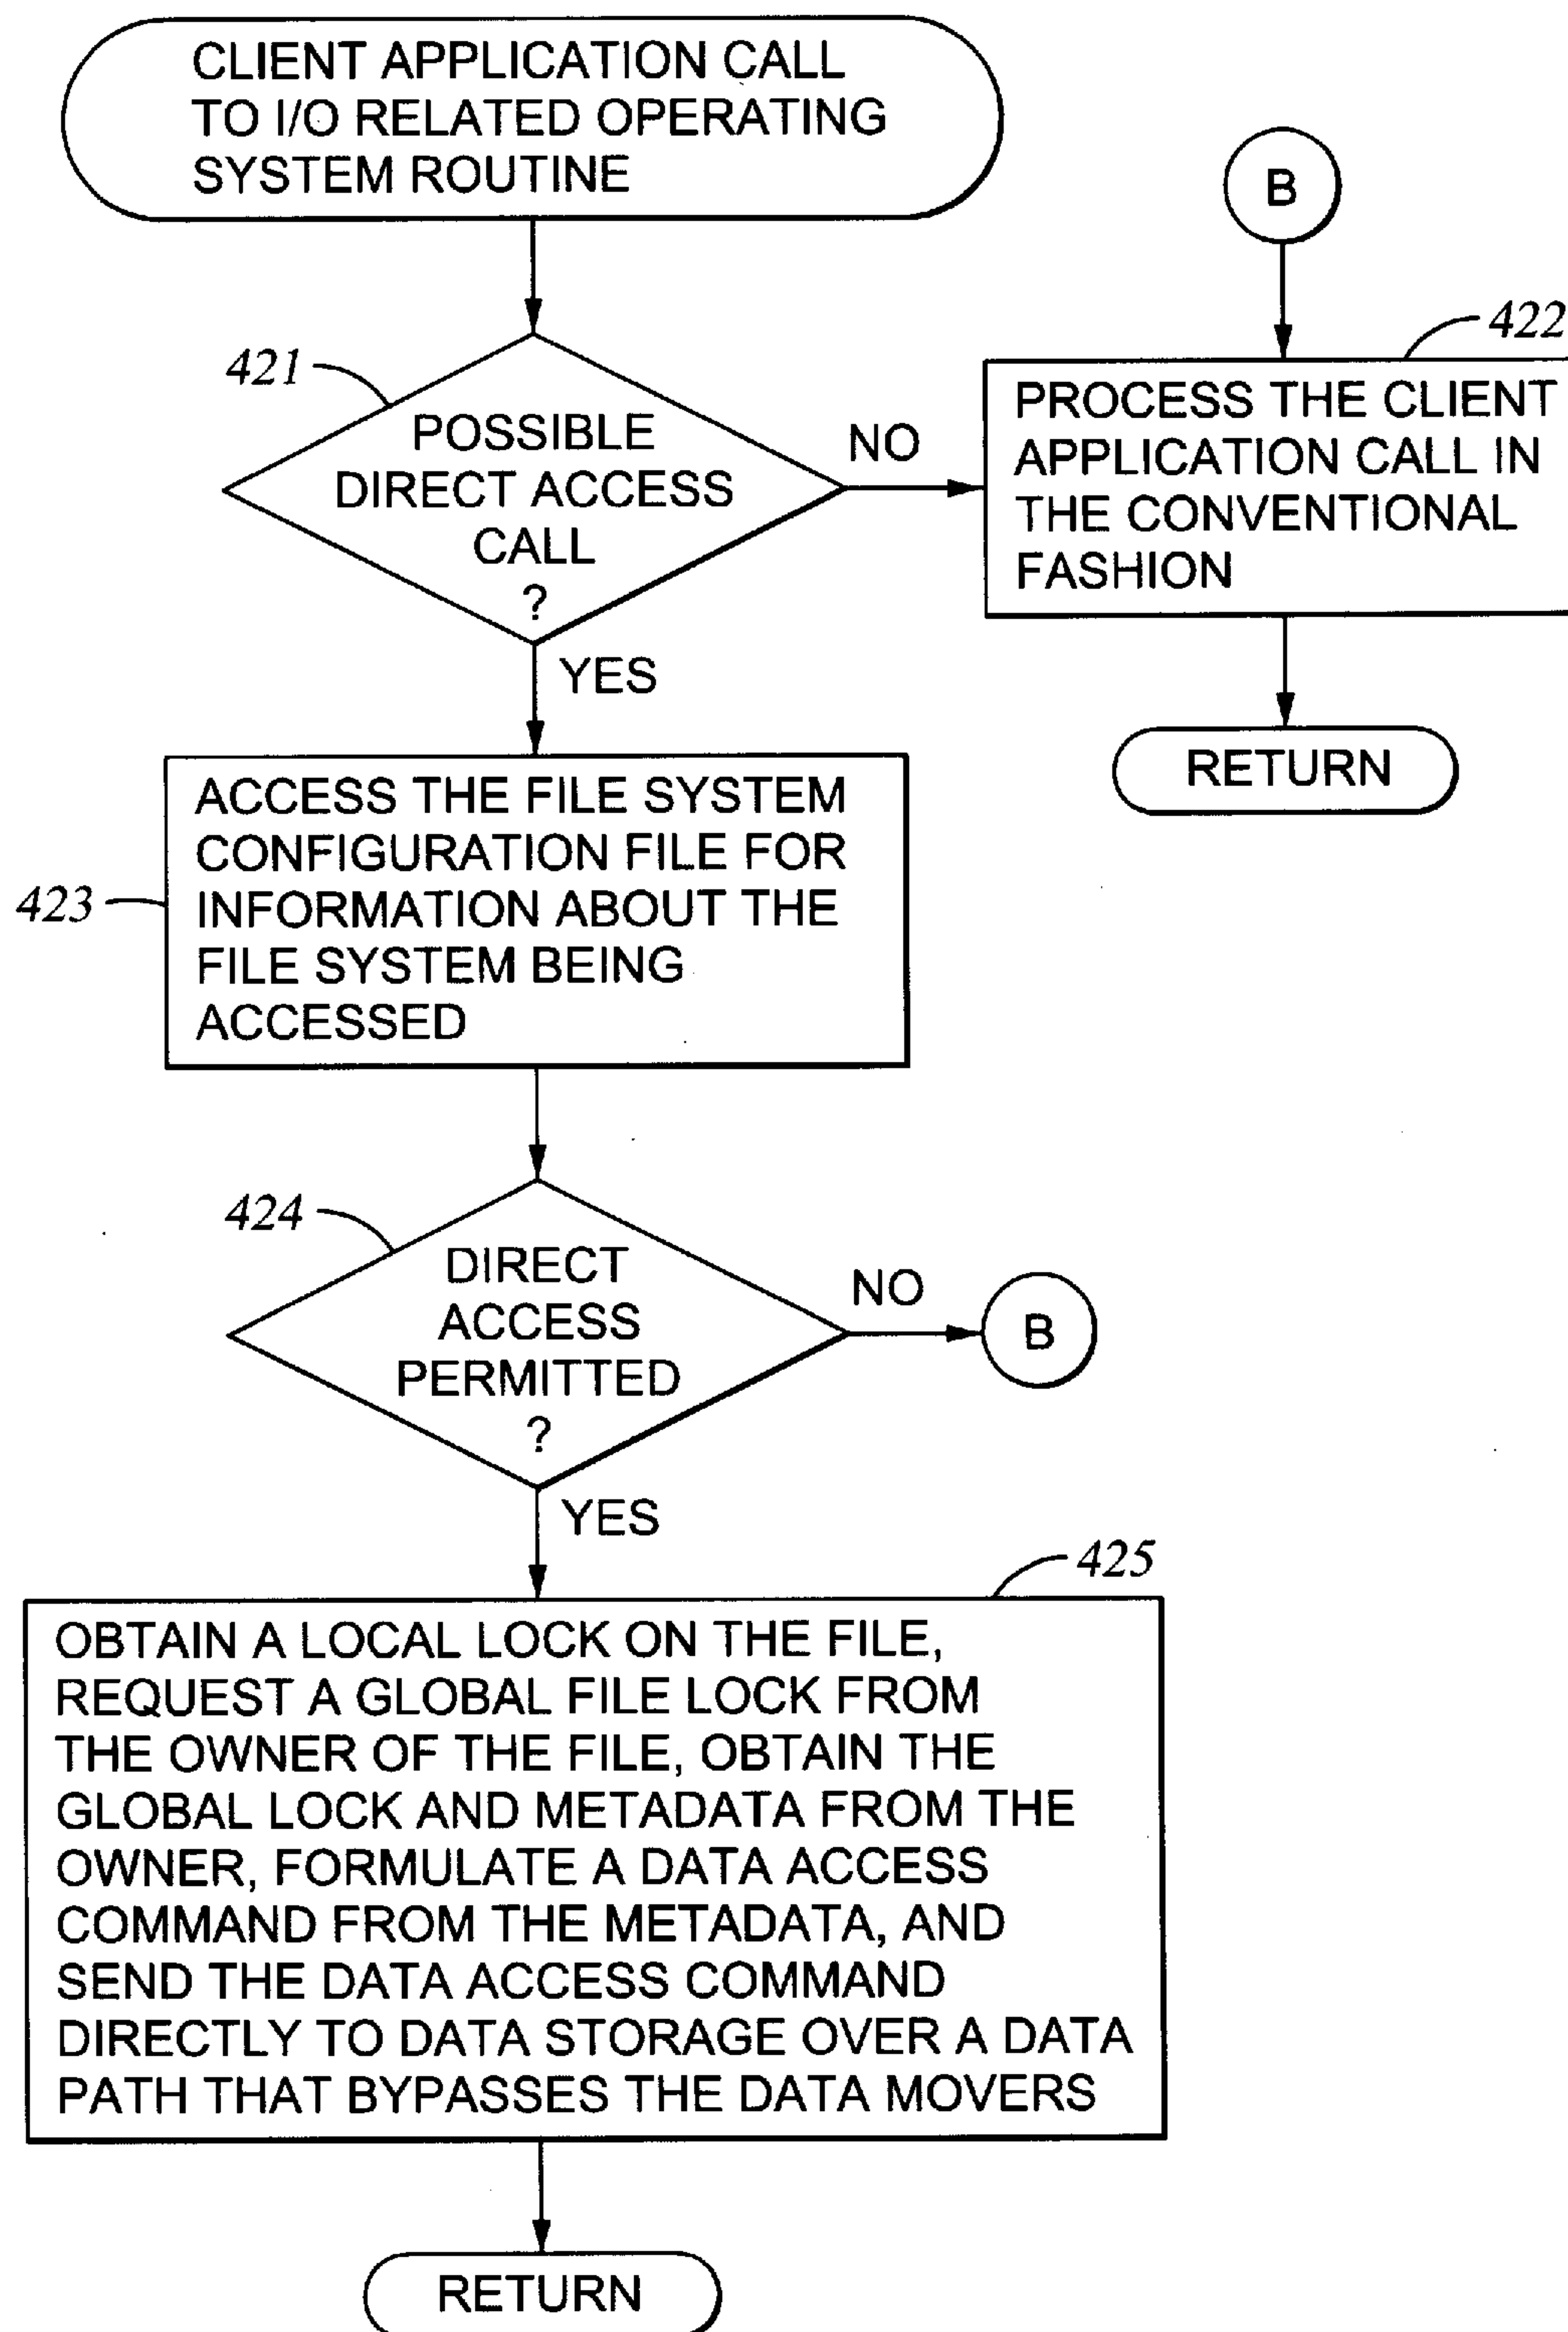 CLIENT APPLICATION CALL
TO I/O RELATED OPERATING
SYSTEM ROUTINE
B
421
422
POSSIBLE
DIRECT ACCESS
CALL
?
NO
PROCESS THE CLIENT
APPLICATION CALL IN
THE CONVENTIONAL
FASHION
YES
RETURN
423
ACCESS THE FILE SYSTEM
CONFIGURATION FILE FOR
INFORMATION ABOUT THE
FILE SYSTEM BEING
ACCESSED
424
DIRECT
ACCESS
PERMITTED
?
NO
B
YES
425
OBTAIN A LOCAL LOCK ON THE FILE,
REQUEST A GLOBAL FILE LOCK FROM
THE OWNER OF THE FILE, OBTAIN THE
GLOBAL LOCK AND METADATA FROM THE
OWNER, FORMULATE A DATA ACCESS
COMMAND FROM THE METADATA, AND
SEND THE DATA ACCESS COMMAND
DIRECTLY TO DATA STORAGE OVER A DATA
PATH THAT BYPASSES THE DATA MOVERS
RETURN